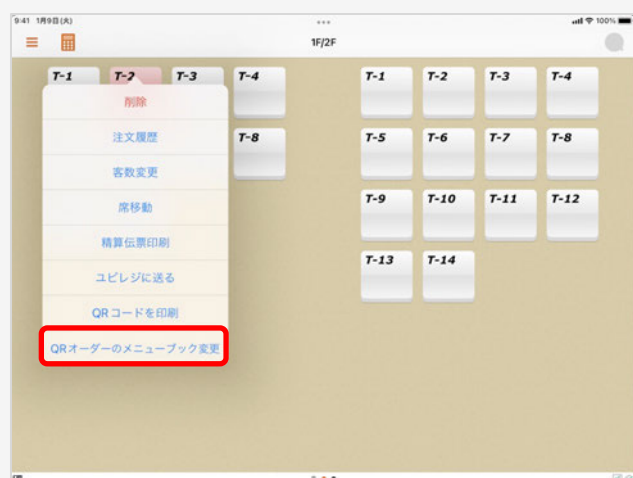 9:41 1月9日(火)
100%
1F/2F
T-1 T-2 T-3 T-4
T-1 T-2 T-3 T-4
削除
注文履歴
T-8
T-5 T-6 T-7 T-8
客数変更
席移動
T-9 T-10 T-11 T-12
精算伝票印刷
ユビレジに送る
T-13 T-14
QRコードを印刷
QRオーダーのメニューブック変更